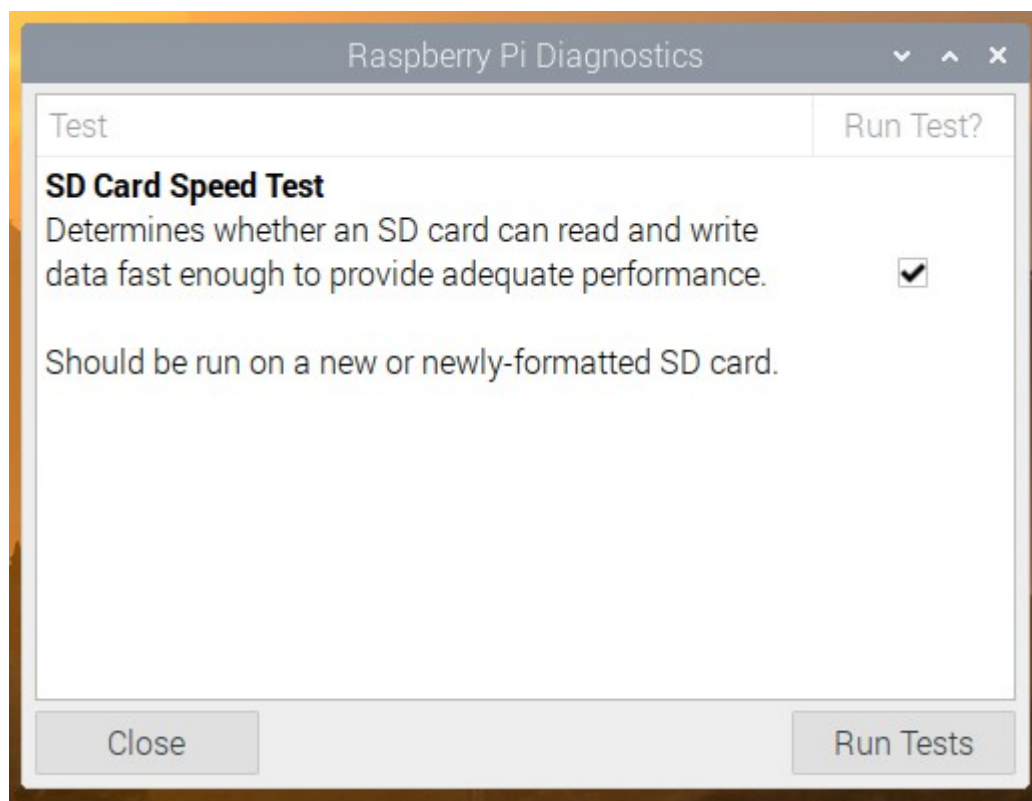 Raspberry Pi Diagnostics
Test Run Test?
SD Card Speed Test
Determines whether an SD card can read and write
data fast enough to provide adequate performance.
Should be run on a new or newly-formatted SD card.
Close Run Tests